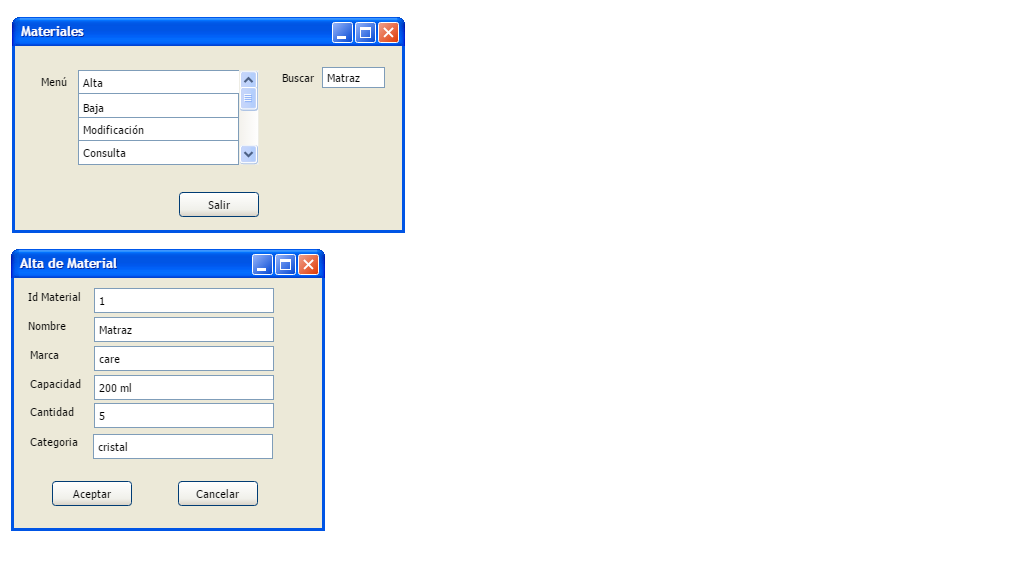 Materiales
Menú Alta Buscar Matraz
Baja
Modificación
Consulta
Salir
Alta de Material
Id Material 1
Nombre Matraz
Marca care
Capacidad 200 ml
Cantidad 5
Categoria cristal
Aceptar Cancelar